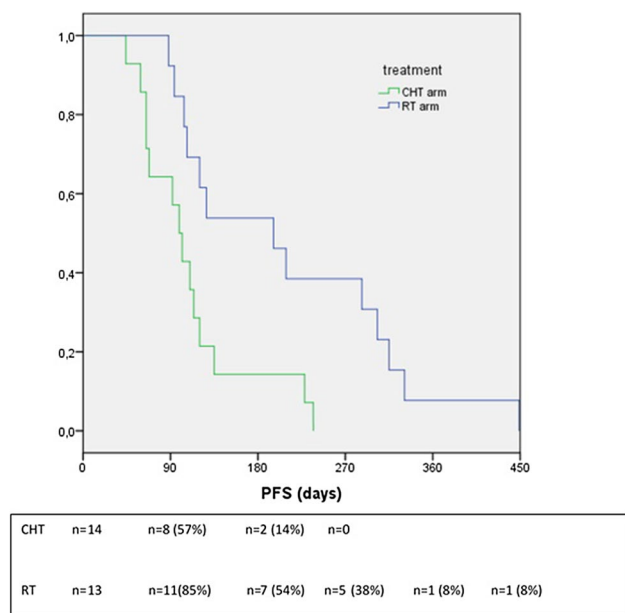 1,0
0,8
0,6
0,4
0,2
0,0
treatment
CHT arm
RT arm
0 90 180 270 360 450
PFS (days)
CHT n=14 n=8 (57%) n=2 (14%) n=0
RT n=13 n=11(85%) n=7 (54%) n=5 (38%) n=1 (8%) n=1 (8%)